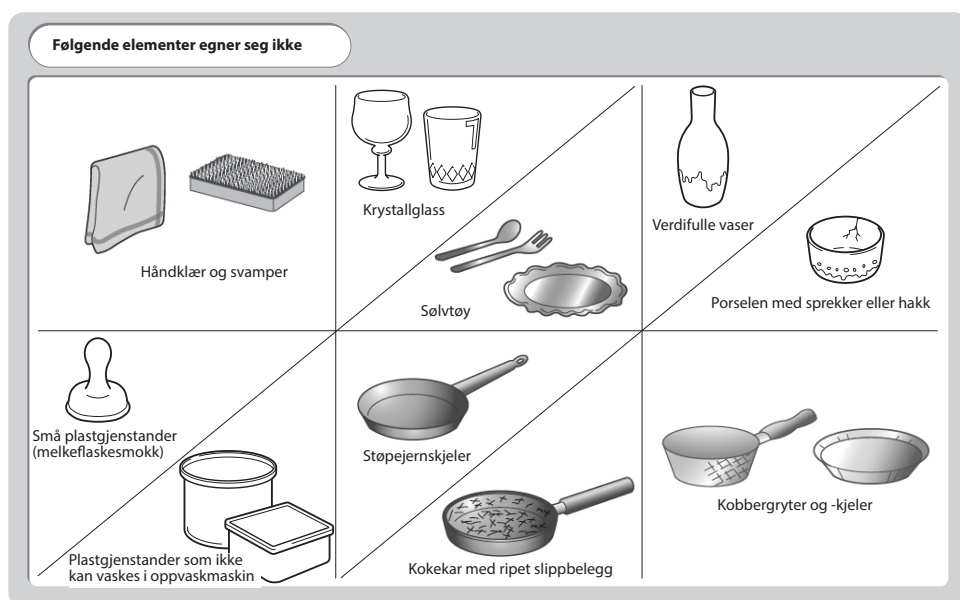 Følgende elementer egner seg ikke
Håndklær og svamper
Krystallglass
Sølvtøy
Verdifulle vaser
Porselen med sprekker eller hakk
Små plastgjenstander
(melkeflaskesmokk)
Plastgjenstander som ikke
kan vaskes i oppvaskmaskin
Støpejernskjeler
Kokekar med ripet slippbelegg
Kobbergryter og -kjeler